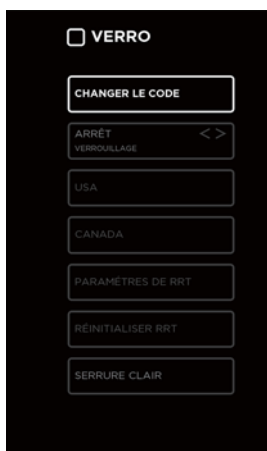 VERRO
CHANGER LE CODE
ARRÊT < >
VERROUILLAGE
USA
CANADA
PARAMÉTRES DE RRT
RÉINITIALISER RRT
SERRURE CLAIR